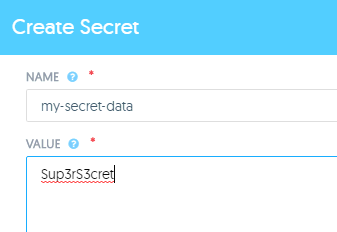 Create Secret
NAME ? *
my-secret-data
VALUE ? *
Sup3rS3cret